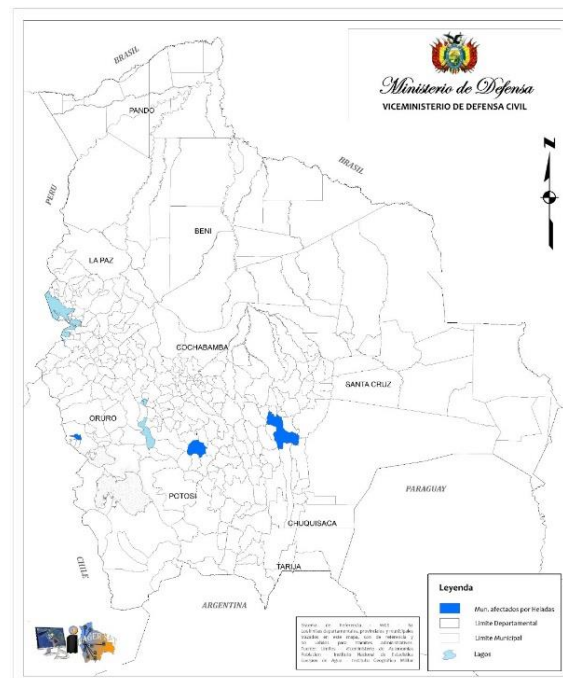 Ministerio de Defensa
VICEMINISTERIO DE DEFENSA CIVIL
N
BRASIL
PANDO
BRASIL
PERU
BENI
LA PAZ
COCHABAMBA
SANTA CRUZ
ORURO
POTOSI
PARAGUAY
CHUQUISACA
CHILE
TARIJA
ARGENTINA
Leyenda
Mun. afectados por Heladas
Limite Departamental
Limite Municipal
Lagos